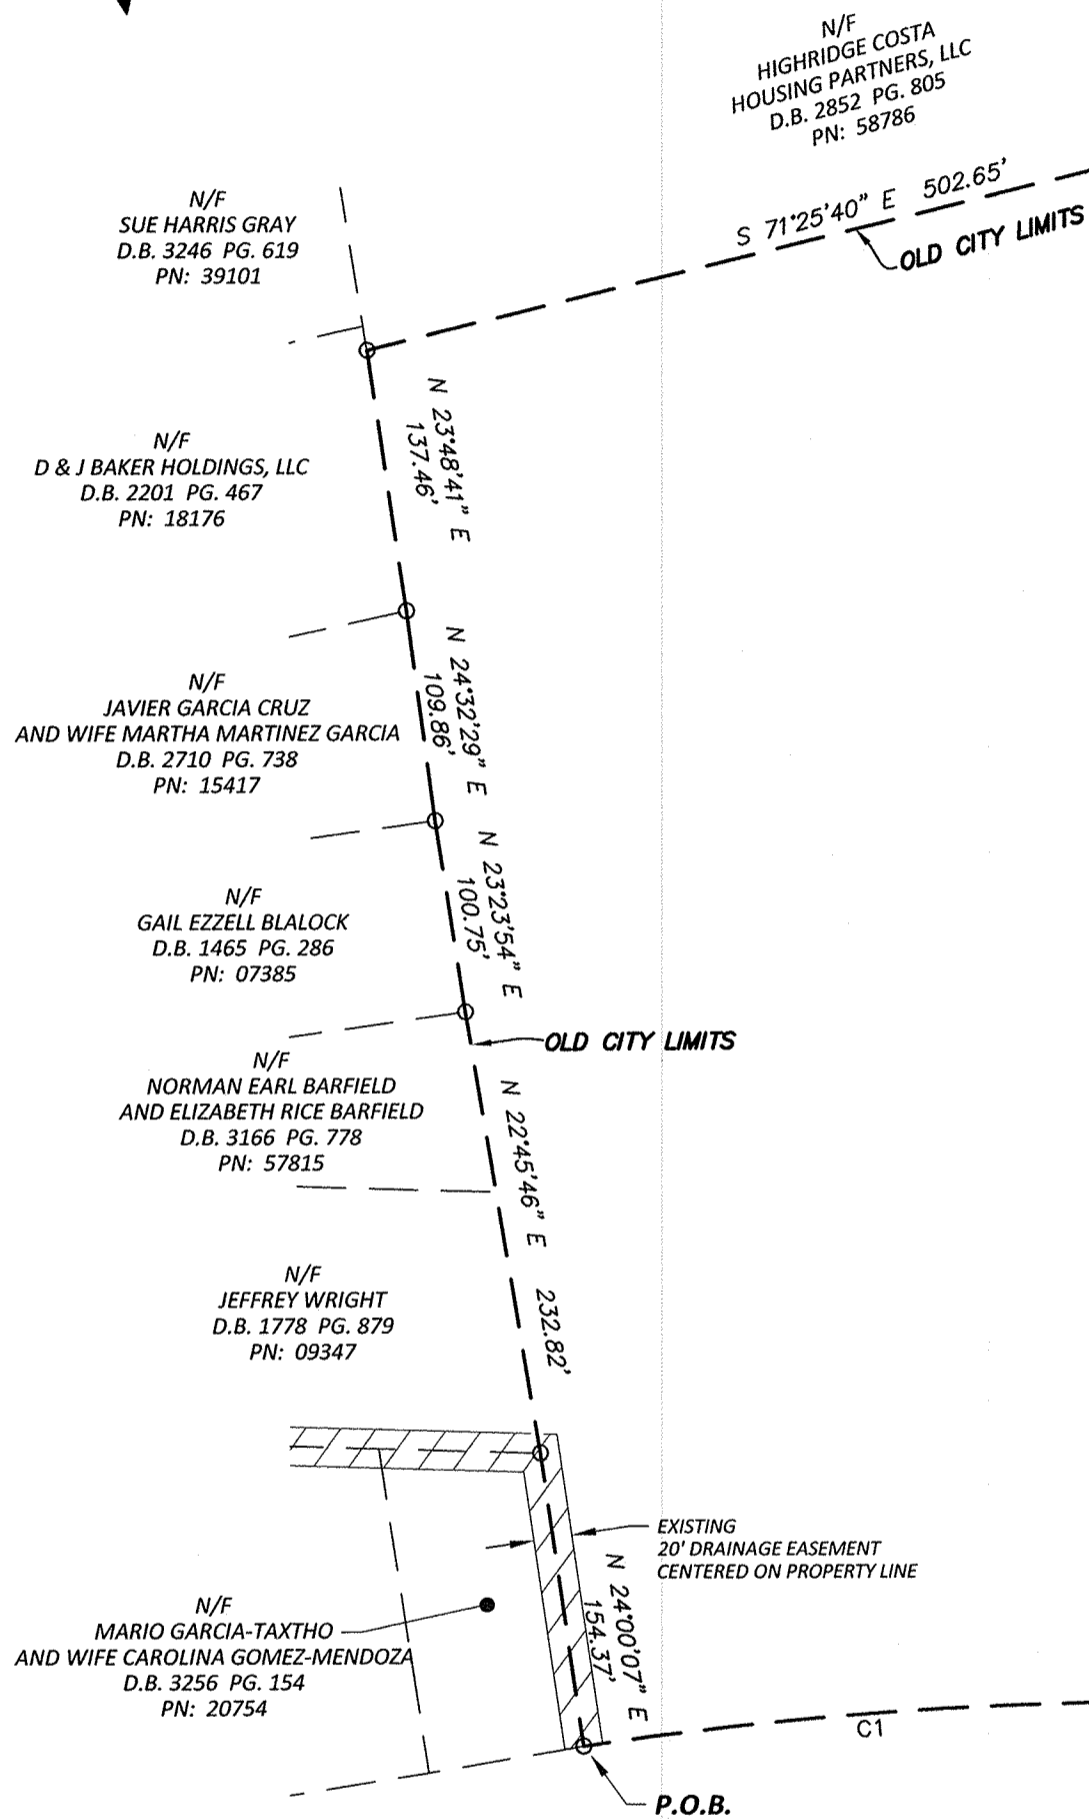 N/F
HIGHRIDGE COSTA
HOUSING PARTNERS, LLC
D.B. 2852 PG. 805
PN: 58786
S 71°25'40" E 502.65'
OLD CITY LIMITS
N/F
SUE HARRIS GRAY
D.B. 3246 PG. 619
PN: 39101
N 23°48'41" E
137.46'
N/F
D & J BAKER HOLDINGS, LLC
D.B. 2201 PG. 467
PN: 18176
N 24°32'29" E
109.86'
N/F
JAVIER GARCIA CRUZ
AND WIFE MARTHA MARTINEZ GARCIA
D.B. 2710 PG. 738
PN: 15417
N 23°23'54" E
100.75'
N/F
GAIL EZZELL BLALOCK
D.B. 1465 PG. 286
PN: 07385
OLD CITY LIMITS
N/F
NORMAN EARL BARFIELD
AND ELIZABETH RICE BARFIELD
D.B. 3166 PG. 778
PN: 57815
N 22°45'46" E 232.82'
N/F
JEFFREY WRIGHT
D.B. 1778 PG. 879
PN: 09347
EXISTING
20' DRAINAGE EASEMENT
CENTERED ON PROPERTY LINE
N 24°00'07" E
154.37'
N/F
MARIO GARCIA-TAXTHO
AND WIFE CAROLINA GOMEZ-MENDOZA
D.B. 3256 PG. 154
PN: 20754
C1
P.O.B.